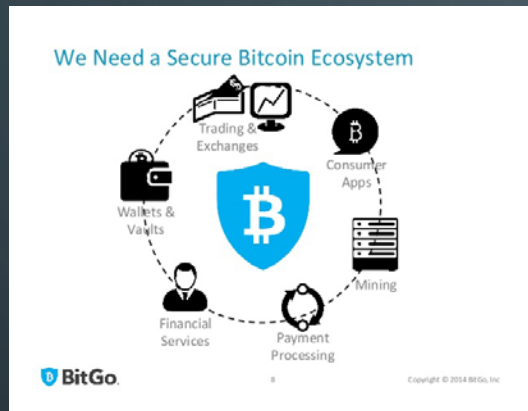 We Need a Secure Bitcoin Ecosystem
Trading &
Exchanges
Consumer
Apps
Wallets &
Vaults
Mining
Financial
Services
Payment
Processing
BitGo.
8
Copyright © 2014 BitGo, Inc